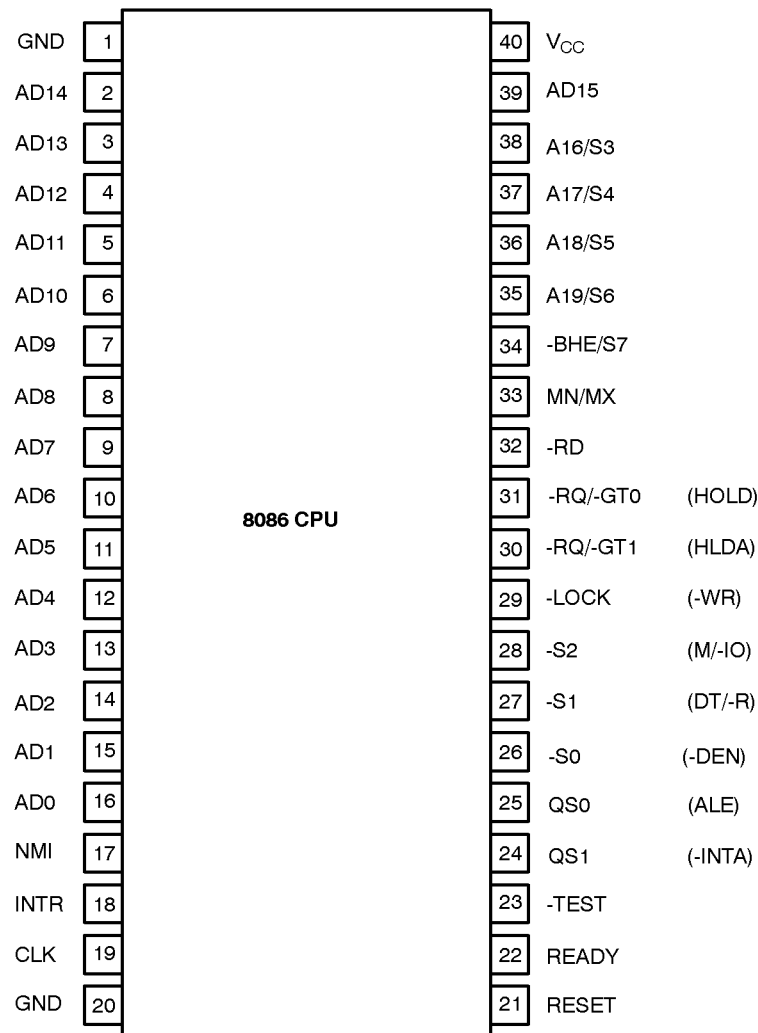 GND 1 40 VCC
AD14 2 39 AD15
AD13 3 38 A16/S3
AD12 4 37 A17/S4
AD11 5 36 A18/S5
AD10 6 35 A19/S6
AD9 7 34 -BHE/S7
AD8 8 33 MN/MX
AD7 9 32 -RD
AD6 10 31 -RQ/-GT0 (HOLD)
8086 CPU
AD5 11 30 -RQ/-GT1 (HLDA)
AD4 12 29 -LOCK (-WR)
AD3 13 28 -S2 (M/-IO)
AD2 14 27 -S1 (DT/-R)
AD1 15 26 -S0 (-DEN)
AD0 16 25 QS0 (ALE)
NMI 17 24 QS1 (-INTA)
INTR 18 23 -TEST
CLK 19 22 READY
GND 20 21 RESET